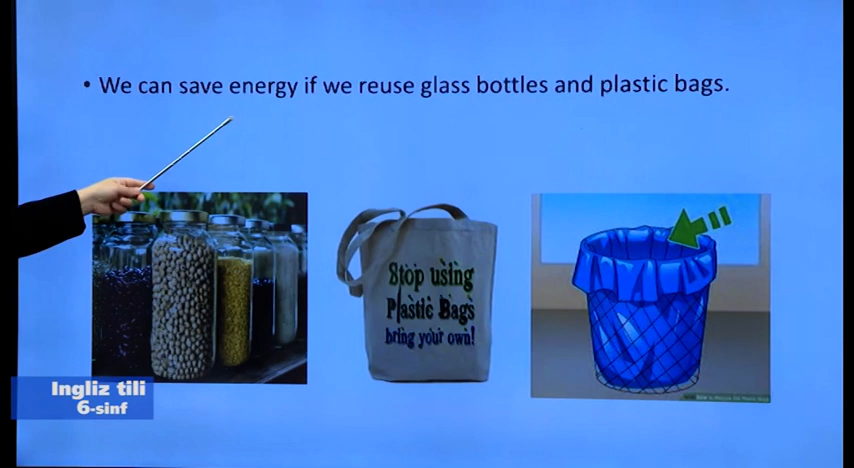 • We can save energy if we reuse glass bottles and plastic bags.
Stop using
Plastic Bags
bring your own!
Ingliz tili
6-sinf